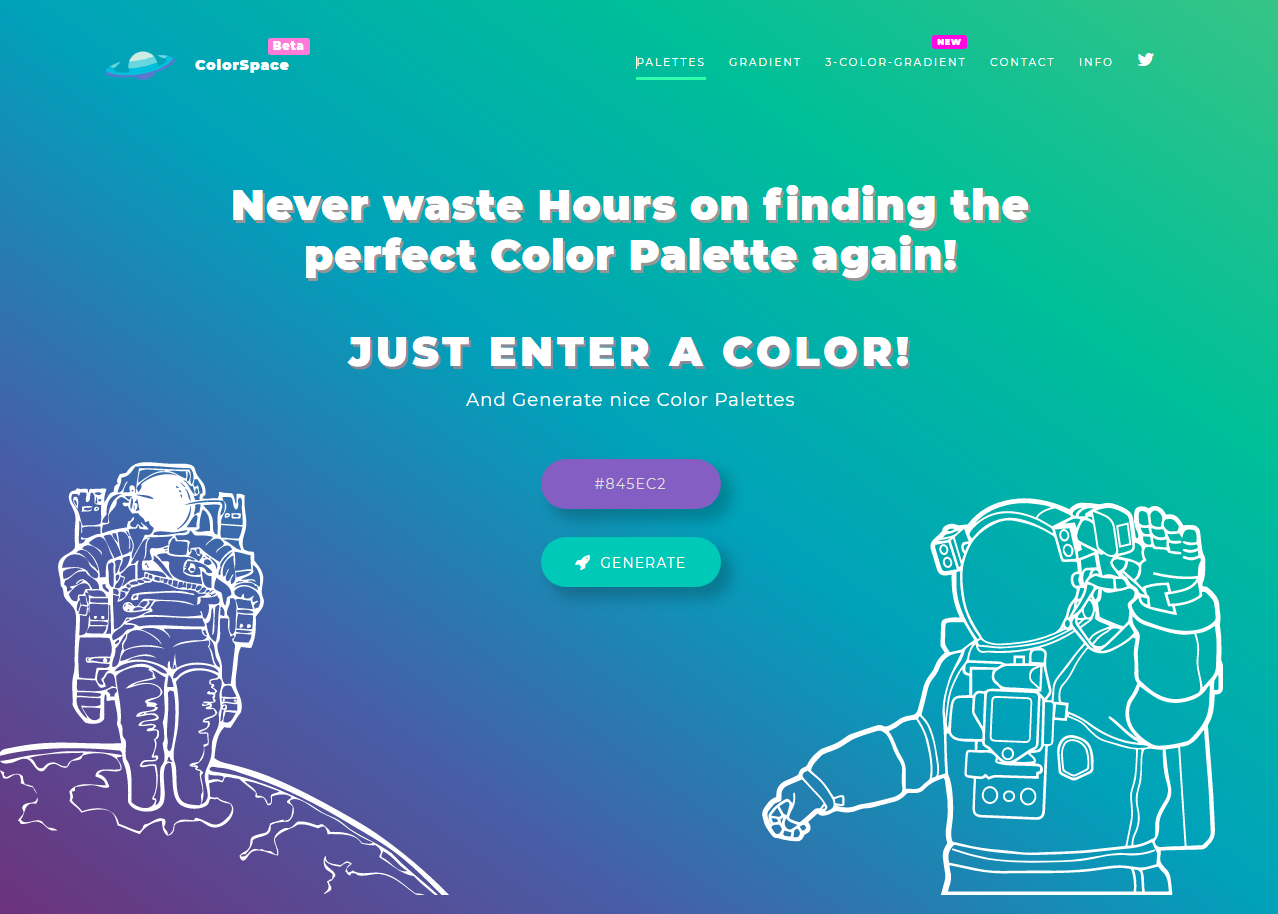 Beta
ColorSpace
NEW
PALETTES GRADIENT 3-COLOR-GRADIENT CONTACT INFO
Never waste Hours on finding the
perfect Color Palette again!
JUST ENTER A COLOR!
And Generate nice Color Palettes
#845EC2
GENERATE